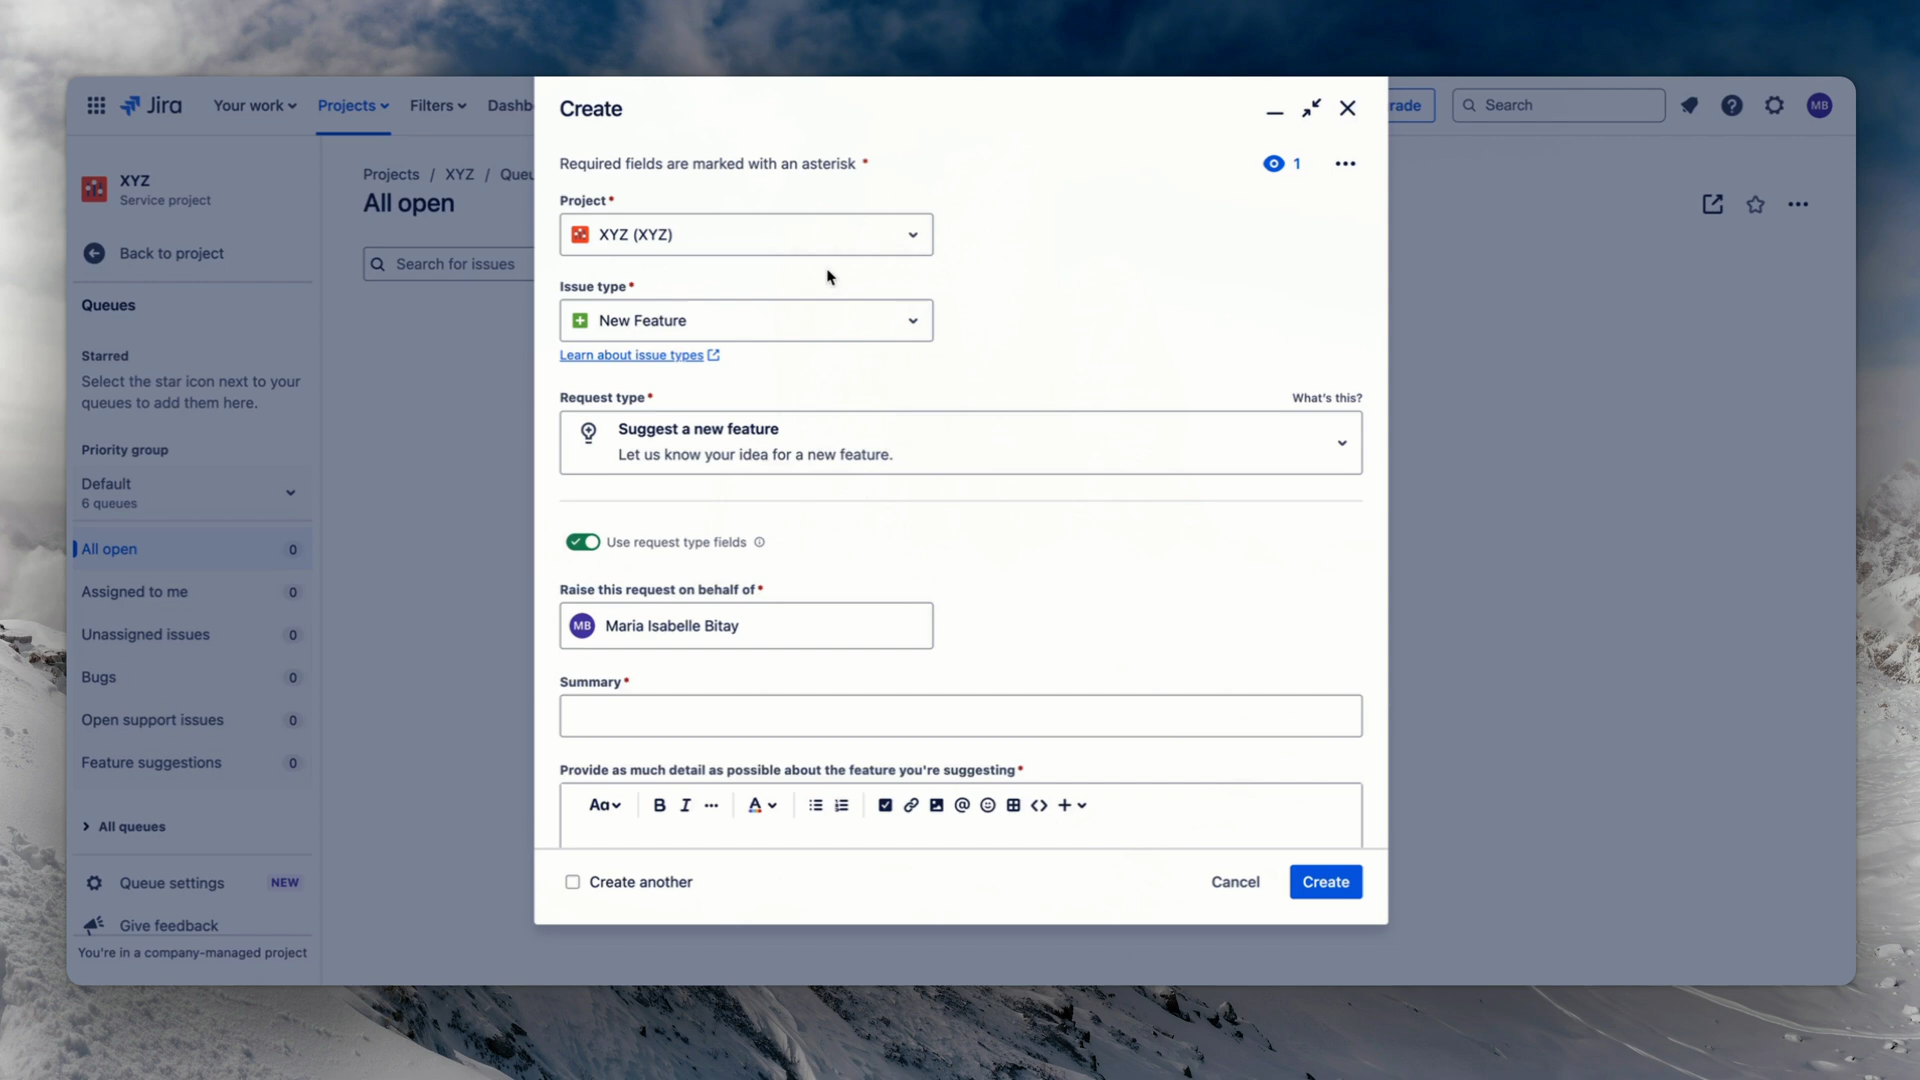 Jira
Your work
Projects
Filters
Dashb
rade
Search
MB
XYZ
Service project
Back to project
Queues
Starred
Select the star icon next to your
queues to add them here.
Priority group
Default
6 queues
All open 0
Assigned to me 0
Unassigned issues 0
Bugs 0
Open support issues 0
Feature suggestions 0
All queues
Queue settings NEW
Give feedback
You're in a company-managed project
Projects / XYZ / Queu
All open
Search for issues
Create
Required fields are marked with an asterisk *
1
Project *
XYZ (XYZ)
Issue type *
New Feature
Learn about issue types
Request type *
What's this?
Suggest a new feature
Let us know your idea for a new feature.
Use request type fields
Raise this request on behalf of *
MB Maria Isabelle Bitay
Summary *
Provide as much detail as possible about the feature you're suggesting *
Aa B I ... A @ <> +
Create another
Cancel
Create